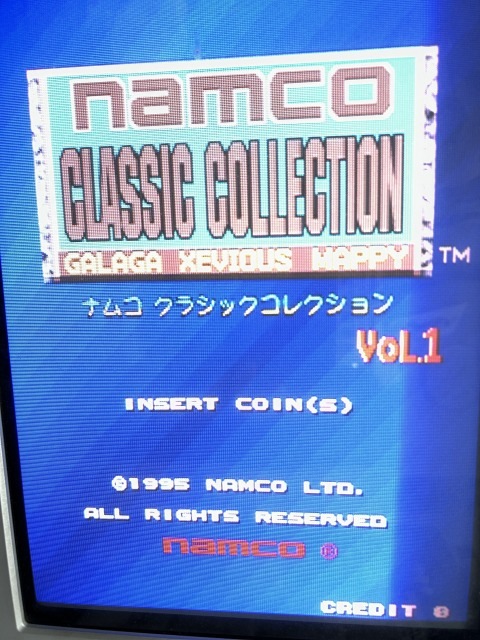 namco
CLASSIC COLLECTION
GALAGA XEVIOUS MAPPY TM
ナムコ クラシックコレクション
VOL.1
INSERT COIN(S)
©1995 NAMCO LTD.
ALL RIGHTS RESERVED
namco ®
CREDIT 0